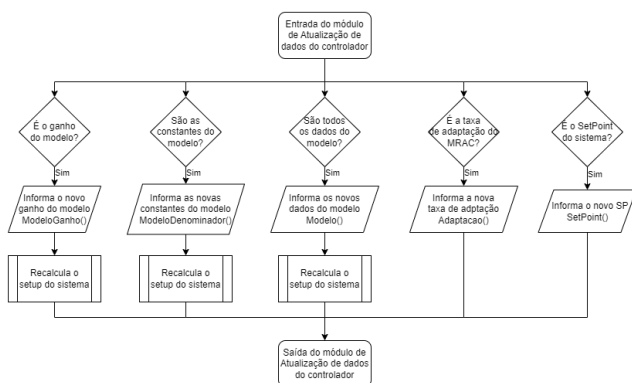 Entrada do módulo
de Atualização de
dados do controlador
É o ganho
do modelo?
São as
constantes do
modelo?
São todos
os dados do
modelo?
É a taxa
de adaptação do
MRAC?
É o SetPoint
do sistema?
Sim
Sim
Sim
Sim
Sim
Informa o novo
ganho do modelo
ModeloGanho()
Informa as novas
constantes do modelo
ModeloDenominador()
Informa os novos
dados do modelo
Modelo()
Informa a nova
taxa de adptação
Adaptacao()
Informa o novo SP
SetPoint()
Recalcula o
setup do sistema
Recalcula o
setup do sistema
Recalcula o
setup do sistema
Saída do módulo de
Atualização de dados
do controlador